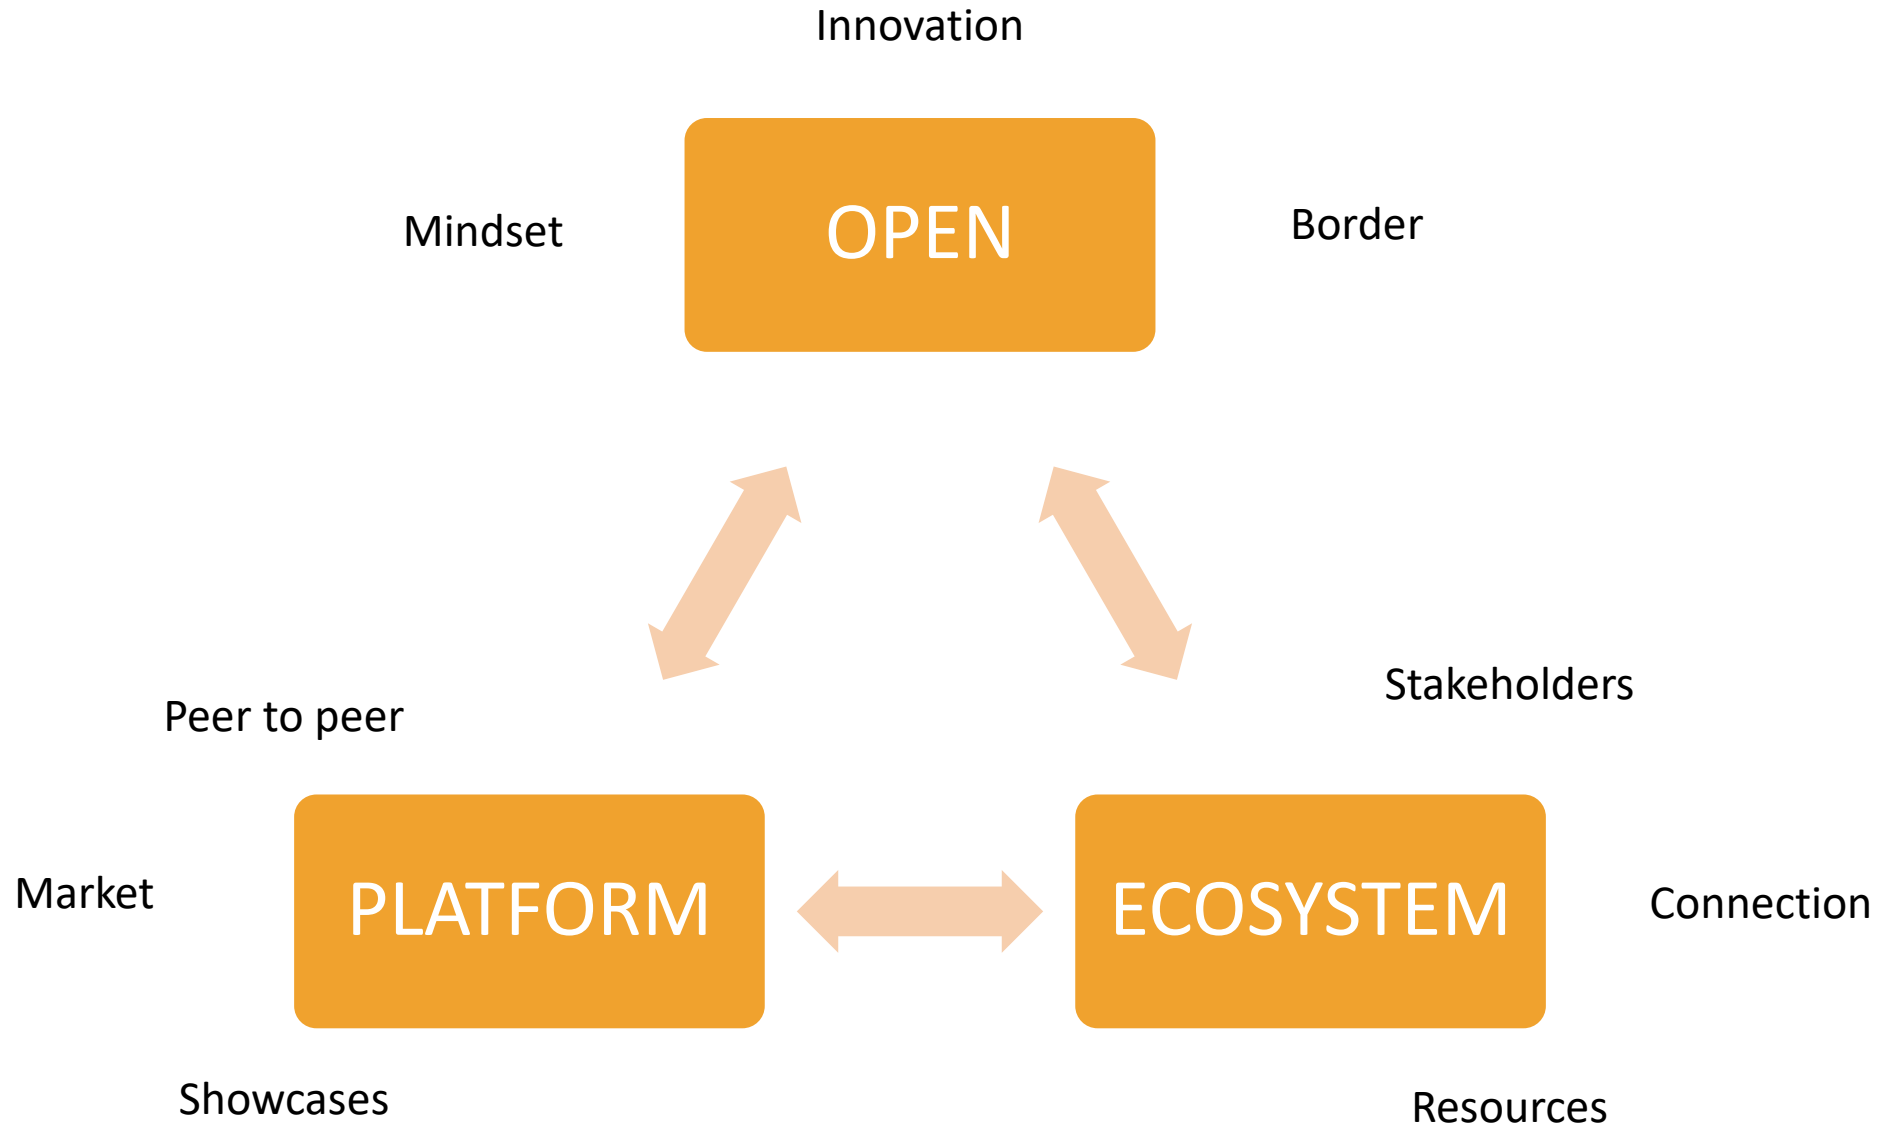 Innovation
Mindset
OPEN
Border
Stakeholders
Peer to peer
Market
PLATFORM
ECOSYSTEM
Connection
Showcases
Resources